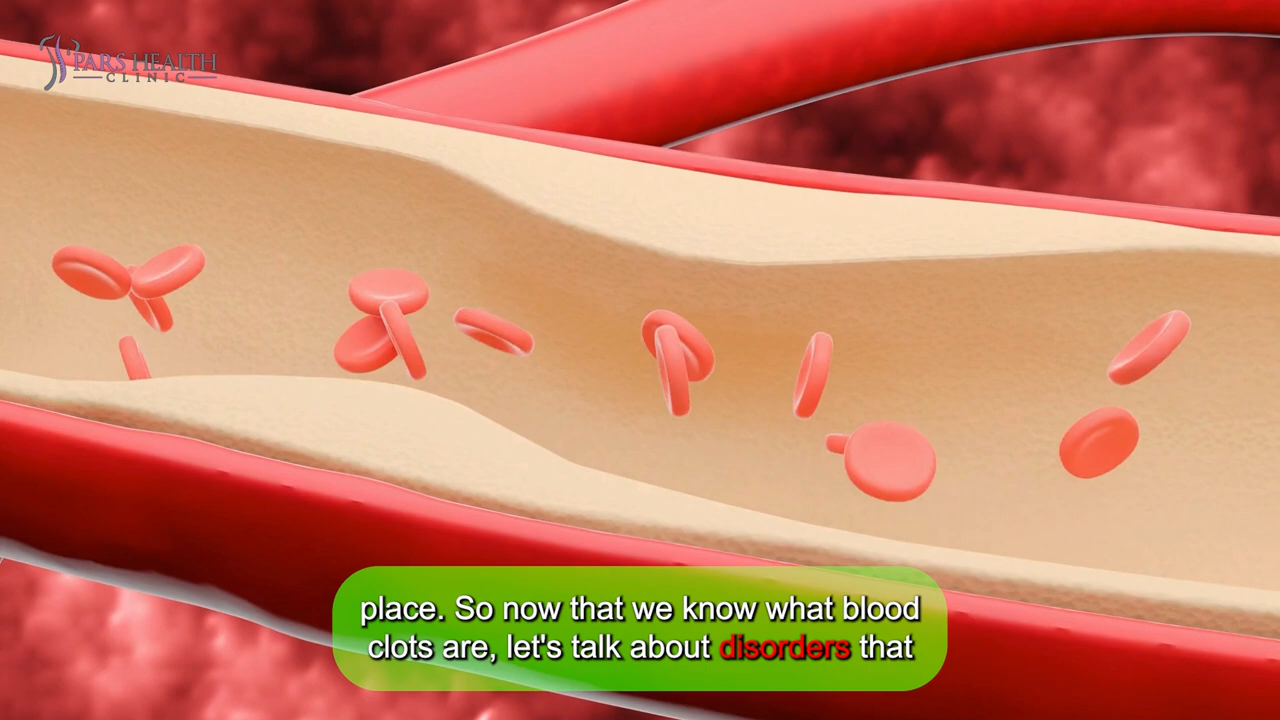 PARS HEALTH
CLINIC
place. So now that we know what blood
clots are, let's talk about disorders that